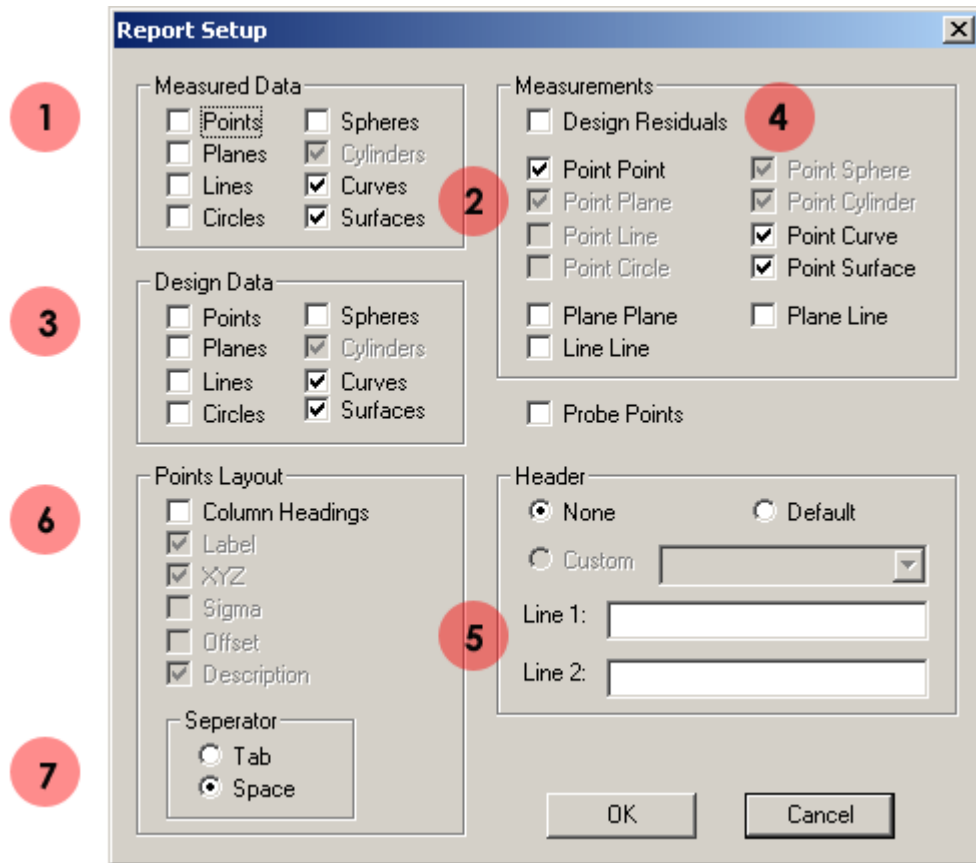 Report Setup
1
Measured Data
Points
Spheres
Planes
Cylinders
Lines
Curves
Circles
Surfaces
2
Measurements
4
Design Residuals
Point Point
Point Sphere
Point Plane
Point Cylinder
Point Line
Point Curve
Point Circle
Point Surface
Plane Plane
Plane Line
Line Line
3
Design Data
Points
Spheres
Planes
Cylinders
Lines
Curves
Circles
Surfaces
Probe Points
6
Points Layout
Column Headings
Label
XYZ
Sigma
Offset
Description
Header
None
Default
Custom
5
Line 1:
Line 2:
7
Seperator
Tab
Space
OK
Cancel